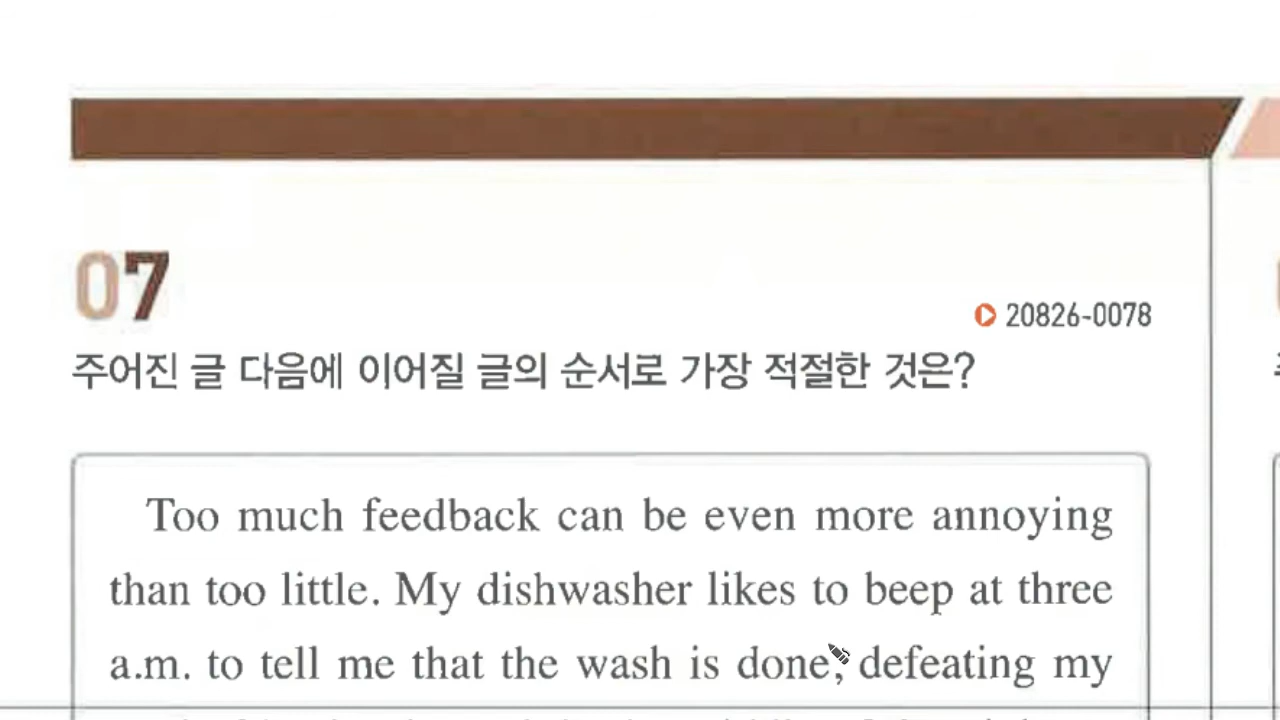 07
20826-0078
주어진 글 다음에 이어질 글의 순서로 가장 적절한 것은?
Too much feedback can be even more annoying
than too little. My dishwasher likes to beep at three
a.m. to tell me that the wash is done, defeating my